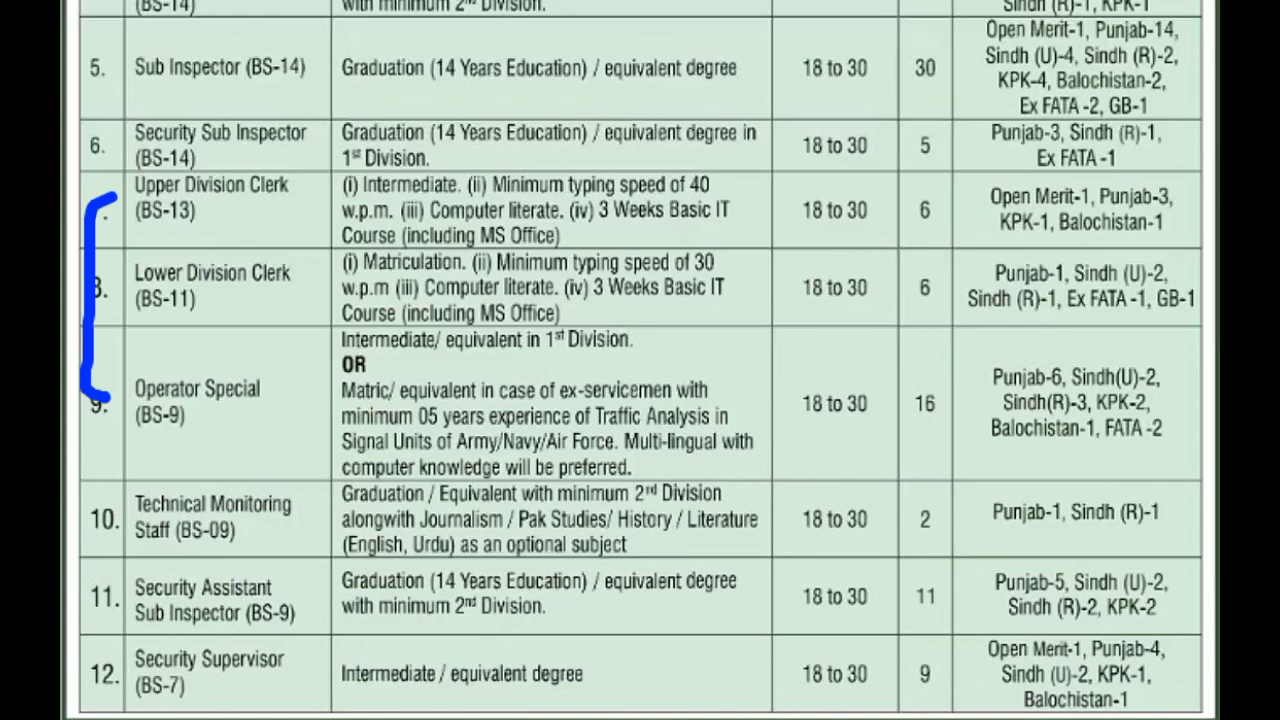 (BS-14)
with minimum 2nd Division.
Sindh (R)-1, KPK-1
5.
Sub Inspector (BS-14)
Graduation (14 Years Education) / equivalent degree
18 to 30
30
Open Merit-1, Punjab-14,
Sindh (U)-4, Sindh (R)-2,
KPK-4, Balochistan-2,
Ex FATA -2, GB-1
6.
Security Sub Inspector
(BS-14)
Graduation (14 Years Education) / equivalent degree in
1st Division.
18 to 30
5
Punjab-3, Sindh (R)-1,
Ex FATA -1
Upper Division Clerk
(BS-13)
(i) Intermediate. (ii) Minimum typing speed of 40
w.p.m. (iii) Computer literate. (iv) 3 Weeks Basic IT
Course (including MS Office)
18 to 30
6
Open Merit-1, Punjab-3,
KPK-1, Balochistan-1
8.
Lower Division Clerk
(BS-11)
(i) Matriculation. (ii) Minimum typing speed of 30
w.p.m (iii) Computer literate. (iv) 3 Weeks Basic IT
Course (including MS Office)
18 to 30
6
Punjab-1, Sindh (U)-2,
Sindh (R)-1, Ex FATA -1, GB-1
9.
Operator Special
(BS-9)
Intermediate/ equivalent in 1st Division.
OR
Matric/ equivalent in case of ex-servicemen with
minimum 05 years experience of Traffic Analysis in
Signal Units of Army/Navy/Air Force. Multi-lingual with
computer knowledge will be preferred.
18 to 30
16
Punjab-6, Sindh(U)-2,
Sindh(R)-3, KPK-2,
Balochistan-1, FATA -2
10.
Technical Monitoring
Staff (BS-09)
Graduation / Equivalent with minimum 2nd Division
alongwith Journalism / Pak Studies/ History / Literature
(English, Urdu) as an optional subject
18 to 30
2
Punjab-1, Sindh (R)-1
11.
Security Assistant
Sub Inspector (BS-9)
Graduation (14 Years Education) / equivalent degree
with minimum 2nd Division.
18 to 30
11
Punjab-5, Sindh (U)-2,
Sindh (R)-2, KPK-2
12.
Security Supervisor
(BS-7)
Intermediate / equivalent degree
18 to 30
9
Open Merit-1, Punjab-4,
Sindh (U)-2, KPK-1,
Balochistan-1